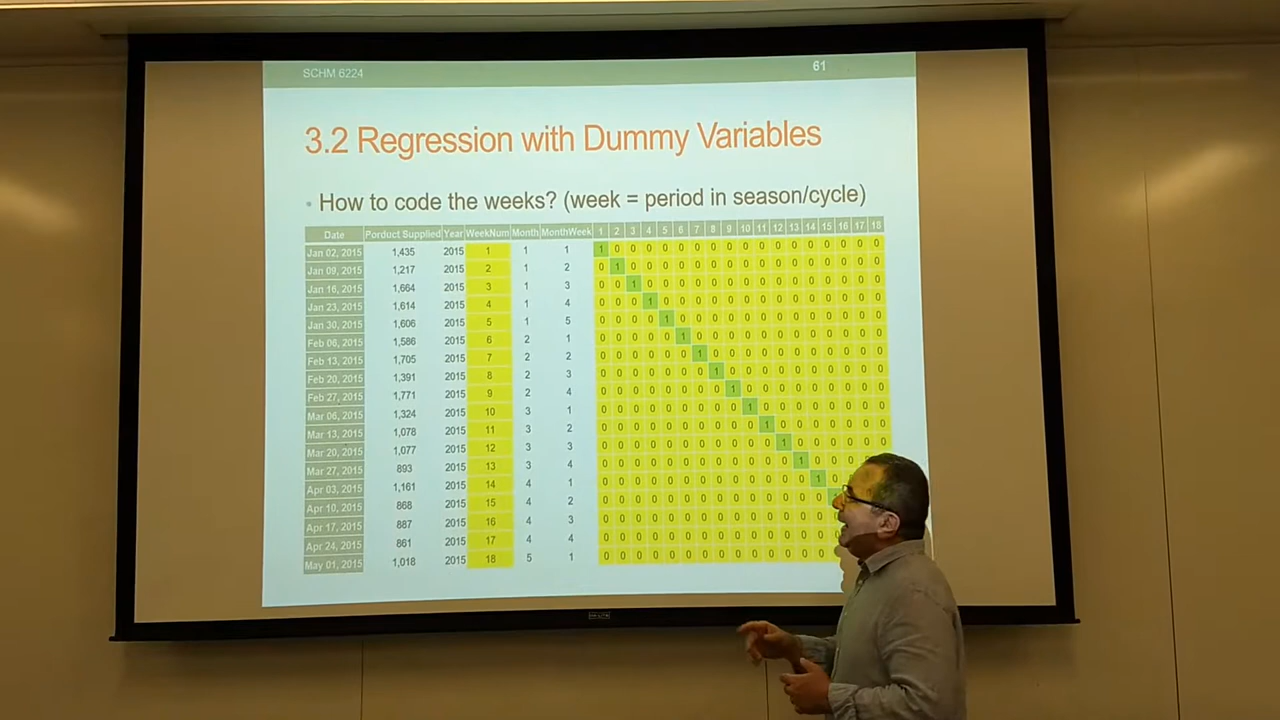 SCHM 6224 61
3.2 Regression with Dummy Variables
• How to code the weeks? (week = period in season/cycle)
Date Porduct Supplied Year WeekNum Month MonthWeek 1 2 3 4 5 6 7 8 9 10 11 12 13 14 15 16 17 18
Jan 02, 2015 1,435 2015 1 1 1 1 0 0 0 0 0 0 0 0 0 0 0 0 0 0 0 0 0
Jan 09, 2015 1,217 2015 2 1 2 0 1 0 0 0 0 0 0 0 0 0 0 0 0 0 0 0 0
Jan 16, 2015 1,664 2015 3 1 3 0 0 1 0 0 0 0 0 0 0 0 0 0 0 0 0 0 0
Jan 23, 2015 1,614 2015 4 1 4 0 0 0 1 0 0 0 0 0 0 0 0 0 0 0 0 0 0
Jan 30, 2015 1,606 2015 5 1 5 0 0 0 0 1 0 0 0 0 0 0 0 0 0 0 0 0 0
Feb 06, 2015 1,586 2015 6 2 1 0 0 0 0 0 1 0 0 0 0 0 0 0 0 0 0 0 0
Feb 13, 2015 1,705 2015 7 2 2 0 0 0 0 0 0 1 0 0 0 0 0 0 0 0 0 0 0
Feb 20, 2015 1,391 2015 8 2 3 0 0 0 0 0 0 0 1 0 0 0 0 0 0 0 0 0 0
Feb 27, 2015 1,771 2015 9 2 4 0 0 0 0 0 0 0 0 1 0 0 0 0 0 0 0 0 0
Mar 06, 2015 1,324 2015 10 3 1 0 0 0 0 0 0 0 0 0 1 0 0 0 0 0 0 0 0
Mar 13, 2015 1,078 2015 11 3 2 0 0 0 0 0 0 0 0 0 0 1 0 0 0 0 0 0 0
Mar 20, 2015 1,077 2015 12 3 3 0 0 0 0 0 0 0 0 0 0 0 1 0 0 0 0 0 0
Mar 27, 2015 893 2015 13 3 4 0 0 0 0 0 0 0 0 0 0 0 0 1 0 0 0
Apr 03, 2015 1,161 2015 14 4 1 0 0 0 0 0 0 0 0 0 0 0 0 0 1 0
Apr 10, 2015 868 2015 15 4 2 0 0 0 0 0 0 0 0 0 0 0 0 0 0
Apr 17, 2015 887 2015 16 4 3 0 0 0 0 0 0 0 0 0 0 0 0 0 0
Apr 24, 2015 861 2015 17 4 4 0 0 0 0 0 0 0 0 0 0 0 0 0 0
May 01, 2015 1,018 2015 18 5 1 0 0 0 0 0 0 0 0 0 0 0 0 0 0